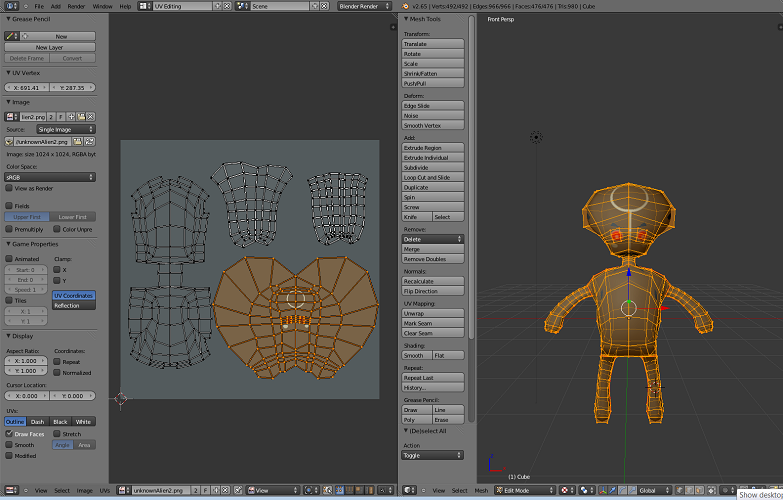 File Add Render Window Help
UV Editing
Scene
Blender Render
v2.65 | Verts:492/492 | Edges:966/966 | Faces:476/476 | Tris:980 | Cube
Grease Pencil
New
New Layer
Delete Frame Convert
UV Vertex
X: 691.41 Y: 287.35
Image
lien2.png 2 F
Source: Single Image
//unknownAlien2.png
Image: size 1024 x 1024, RGBA byt
Color Space:
sRGB
View as Render
Fields
Upper First Lower First
Premultiply Color Unpre
Game Properties
Animated Clamp:
Start: 0 X
End: 0 Y
Speed: 1
Tiles UV Coordinates
X: 1 Reflection
Y: 1
Display
Aspect Ratio: Coordinates:
X: 1.000 Repeat
Y: 1.000 Normalized
Cursor Location:
X: 0.000 Y: 0.000
UVs:
Outline Dash Black White
Draw Faces Stretch
Smooth Angle Area
Modified
View Select Image UVs
unknownAlien2.png 2 F
View
Mesh Tools
Transform:
Translate
Rotate
Scale
Shrink/Fatten
Push/Pull
Deform:
Edge Slide
Noise
Smooth Vertex
Add:
Extrude Region
Extrude Individual
Subdivide
Loop Cut and Slide
Duplicate
Spin
Screw
Knife Select
Remove:
Delete
Merge
Remove Doubles
Normals:
Recalculate
Flip Direction
UV Mapping:
Unwrap
Mark Seam
Clear Seam
Shading:
Smooth Flat
Repeat:
Repeat Last
History...
Grease Pencil:
Draw Line
Poly Erase
(De)select All
Action
Toggle
Front Persp
(1) Cube
View Select Mesh
Edit Mode
Global
Show deskto